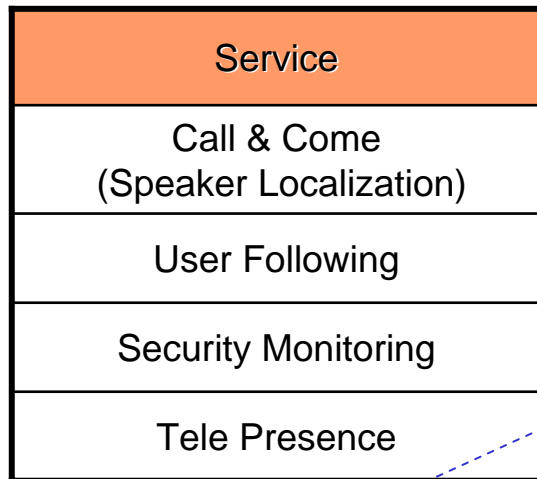 Service
Call & Come
(Speaker Localization)
User Following
Security Monitoring
Tele Presence